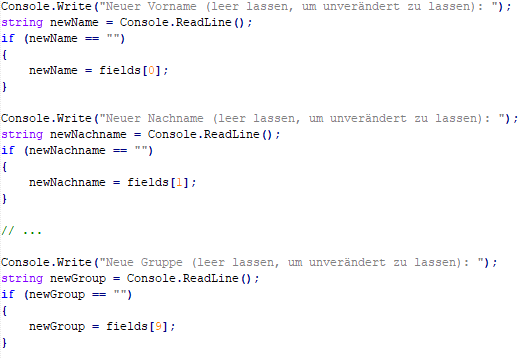 Console.Write("Neuer Vorname (leer lassen, um unverändert zu lassen): ");
string newName = Console.ReadLine();
if (newName == "")
{
    newName = fields[0];
}

Console.Write("Neuer Nachname (leer lassen, um unverändert zu lassen): ");
string newNachname = Console.ReadLine();
if (newNachname == "")
{
    newNachname = fields[1];
}

// ...

Console.Write("Neue Gruppe (leer lassen, um unverändert zu lassen): ");
string newGroup = Console.ReadLine();
if (newGroup == "")
{
    newGroup = fields[9];
}